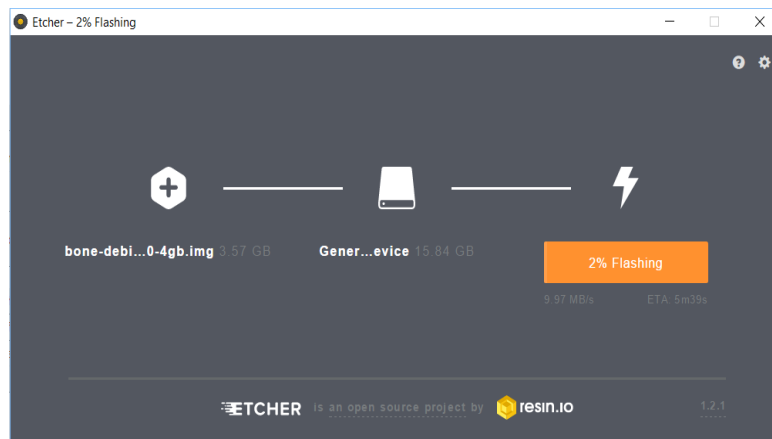 Etcher – 2% Flashing
bone-debi...0-4gb.img 3.57 GB
Gener...evice 15.84 GB
2% Flashing
9.97 MB/s
ETA: 5m39s
ETCHER is an open source project by resin.io 1.2.1